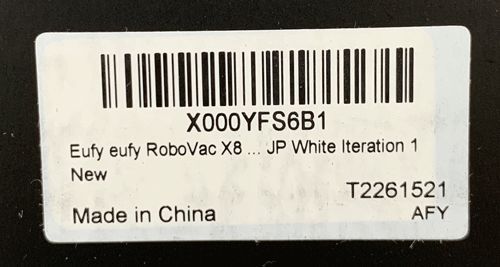 X000YFS6B1
Eufy eufy RoboVac X8 ... JP White Iteration 1
New
T2261521
Made in China
AFY